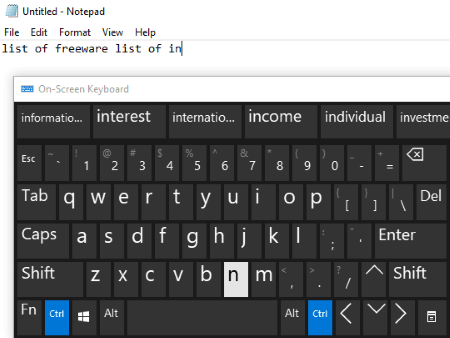 Untitled - Notepad
File Edit Format View Help
list of freeware list of in
On-Screen Keyboard
informatio... interest internatio... income individual investme
Esc ~ ` ! 1 @ 2 # 3 $ 4 % 5 ^ 6 & 7 * 8 ( 9 ) 0 _ - + =
Tab q w e r t y u i o p { [ } ] | \ Del
Caps a s d f g h j k l : ; " ' Enter
Shift z x c v b n m < , > . ? / Shift
Fn Ctrl Alt Alt Ctrl